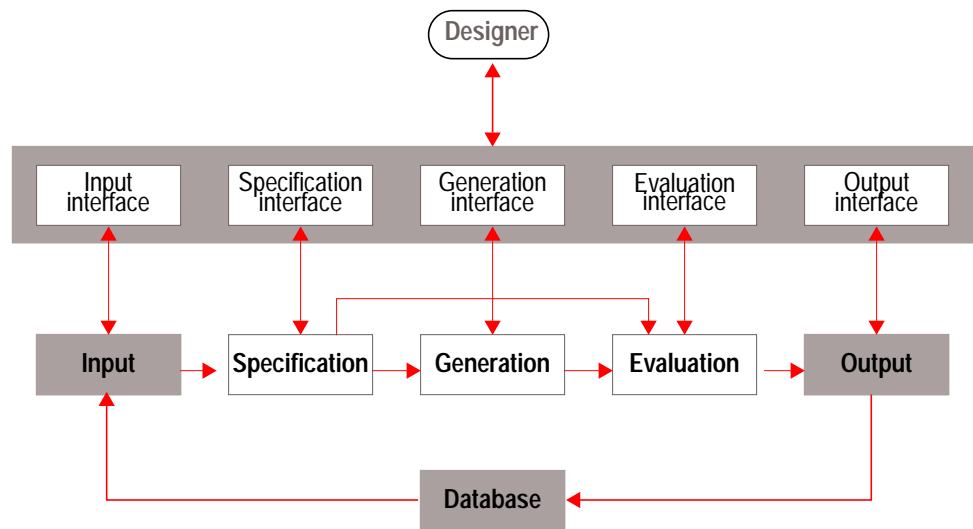 Designer
Input
interface
Specification
interface
Generation
interface
Evaluation
interface
Output
interface
Input
Specification
Generation
Evaluation
Output
Database